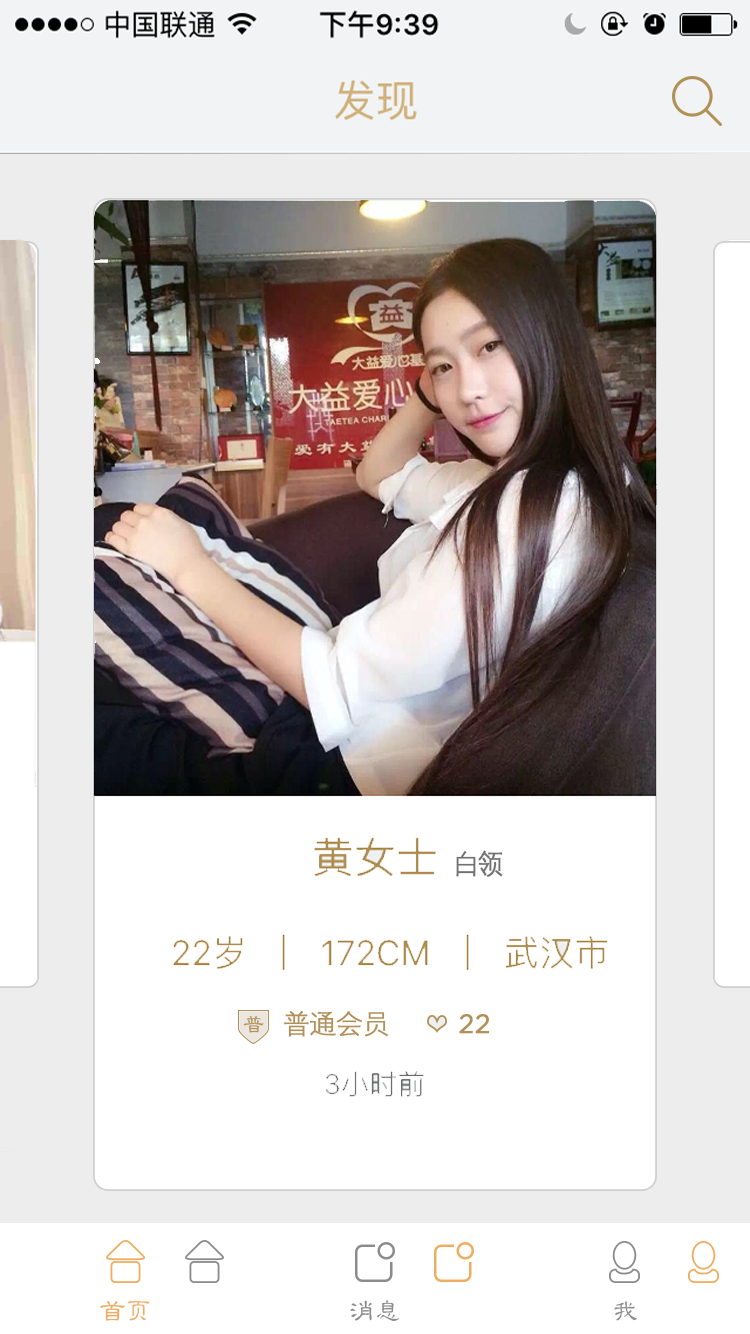 中国联通 下午9:39
发现
益
大益爱心基
大益爱心
TAETEA CHAR
爱有大
黄女士 白领
22岁 | 172CM | 武汉市
普 普通会员 22
3小时前
首页 消息 我